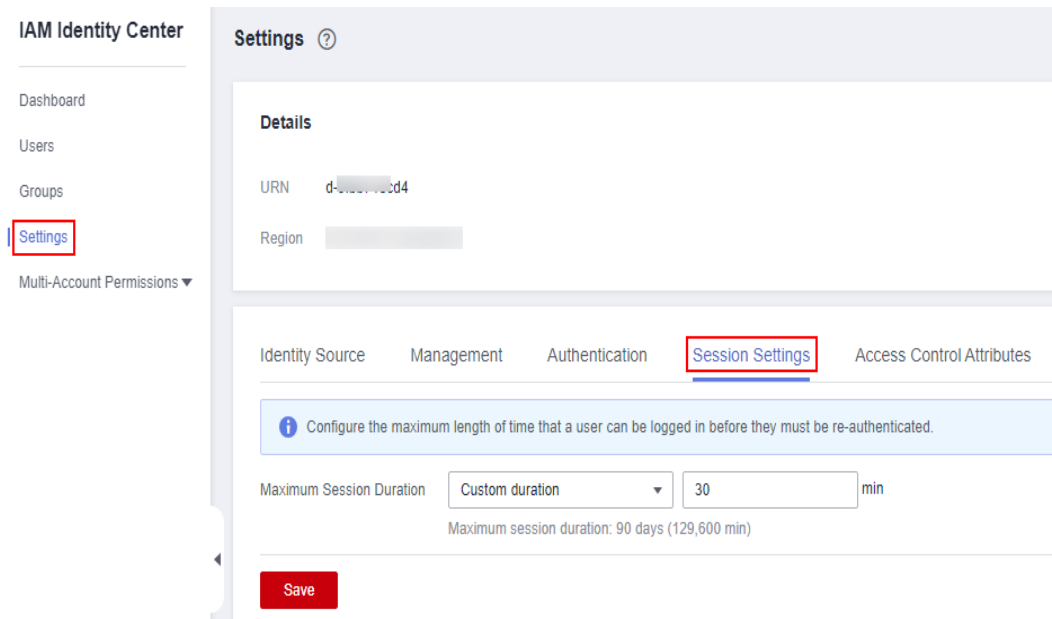 IAM Identity Center
Dashboard
Users
Groups
Settings
Multi-Account Permissions
Settings
Details
URN d- cd4
Region
Identity Source Management Authentication Session Settings Access Control Attributes
Configure the maximum length of time that a user can be logged in before they must be re-authenticated.
Maximum Session Duration Custom duration 30 min
Maximum session duration: 90 days (129,600 min)
Save